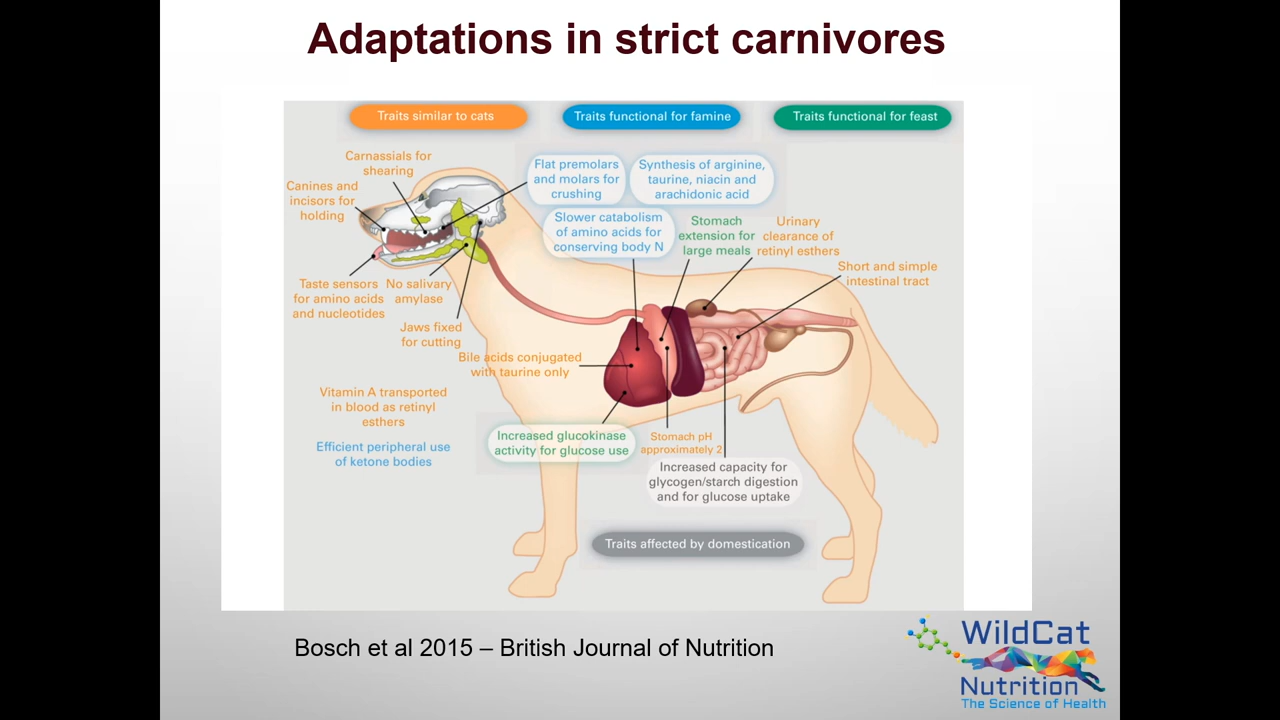 Adaptations in strict carnivores
Traits similar to cats
Traits functional for famine
Traits functional for feast
Carnassials for
shearing
Canines and
incisors for
holding
Flat premolars
and molars for
crushing
Synthesis of arginine,
taurine, niacin and
arachidonic acid
Slower catabolism
of amino acids for
conserving body N
Stomach
extension for
large meals
Urinary
clearance of
retinyl esthers
Short and simple
intestinal tract
Taste sensors
for amino acids
and nucleotides
No salivary
amylase
Jaws fixed
for cutting
Bile acids conjugated
with taurine only
Vitamin A transported
in blood as retinyl
esthers
Efficient peripheral use
of ketone bodies
Increased glucokinase
activity for glucose use
Stomach pH
approximately 2
Increased capacity for
glycogen/starch digestion
and for glucose uptake
Traits affected by domestication
Bosch et al 2015 – British Journal of Nutrition
WildCat
Nutrition
The Science of Health